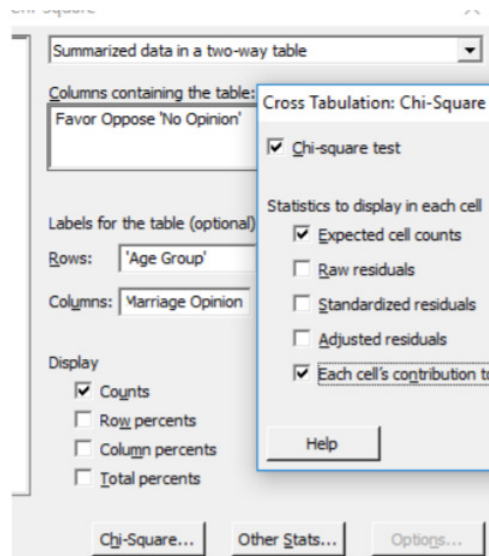 Summarized data in a two-way table
Columns containing the table:
Favor Oppose 'No Opinion'
Labels for the table (optional)
Rows: 'Age Group'
Columns: Marriage Opinion
Display
Counts
Row percents
Column percents
Total percents
Chi-Square...
Other Stats...
Options...
Cross Tabulation: Chi-Square
Chi-square test
Statistics to display in each cell
Expected cell counts
Raw residuals
Standardized residuals
Adjusted residuals
Each cell's contribution to
Help